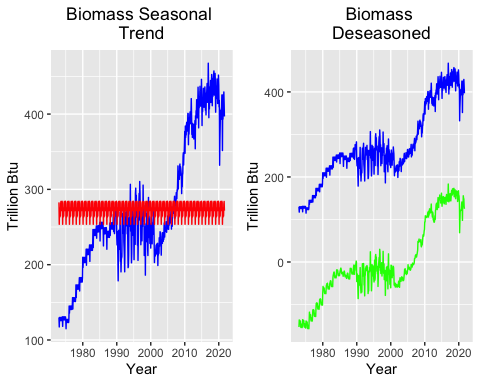 Biomass Seasonal
Trend
Trillion Btu
400
300
200
100
1980
1990
2000
2010
2020
Year
Biomass
Deseasoned
Trillion Btu
400
200
0
1980
1990
2000
2010
2020
Year